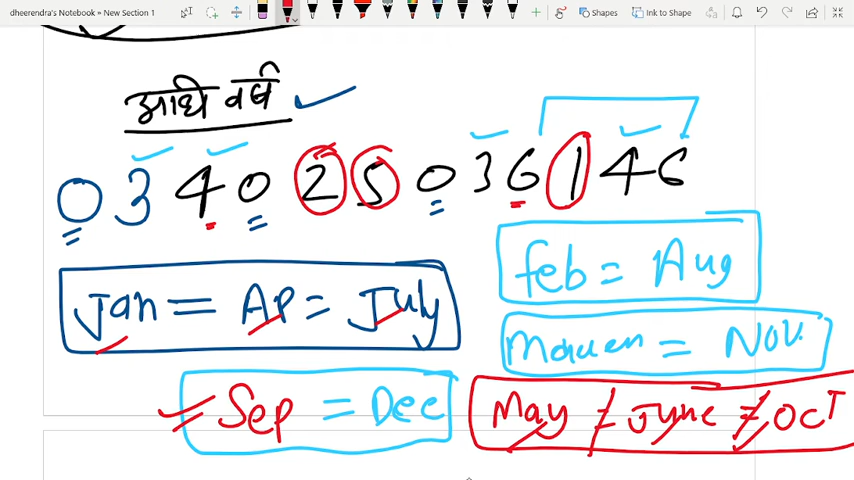 dheerendra's Notebook » New Section 1
Shapes Ink to Shape
आधि वर्ष
0 3 4 0 2 5 0 3 6 1 4 6
Jan = Ap = July
feb = Aug
= Nov.
Sep = Dec
May ≠ June ≠ OCT